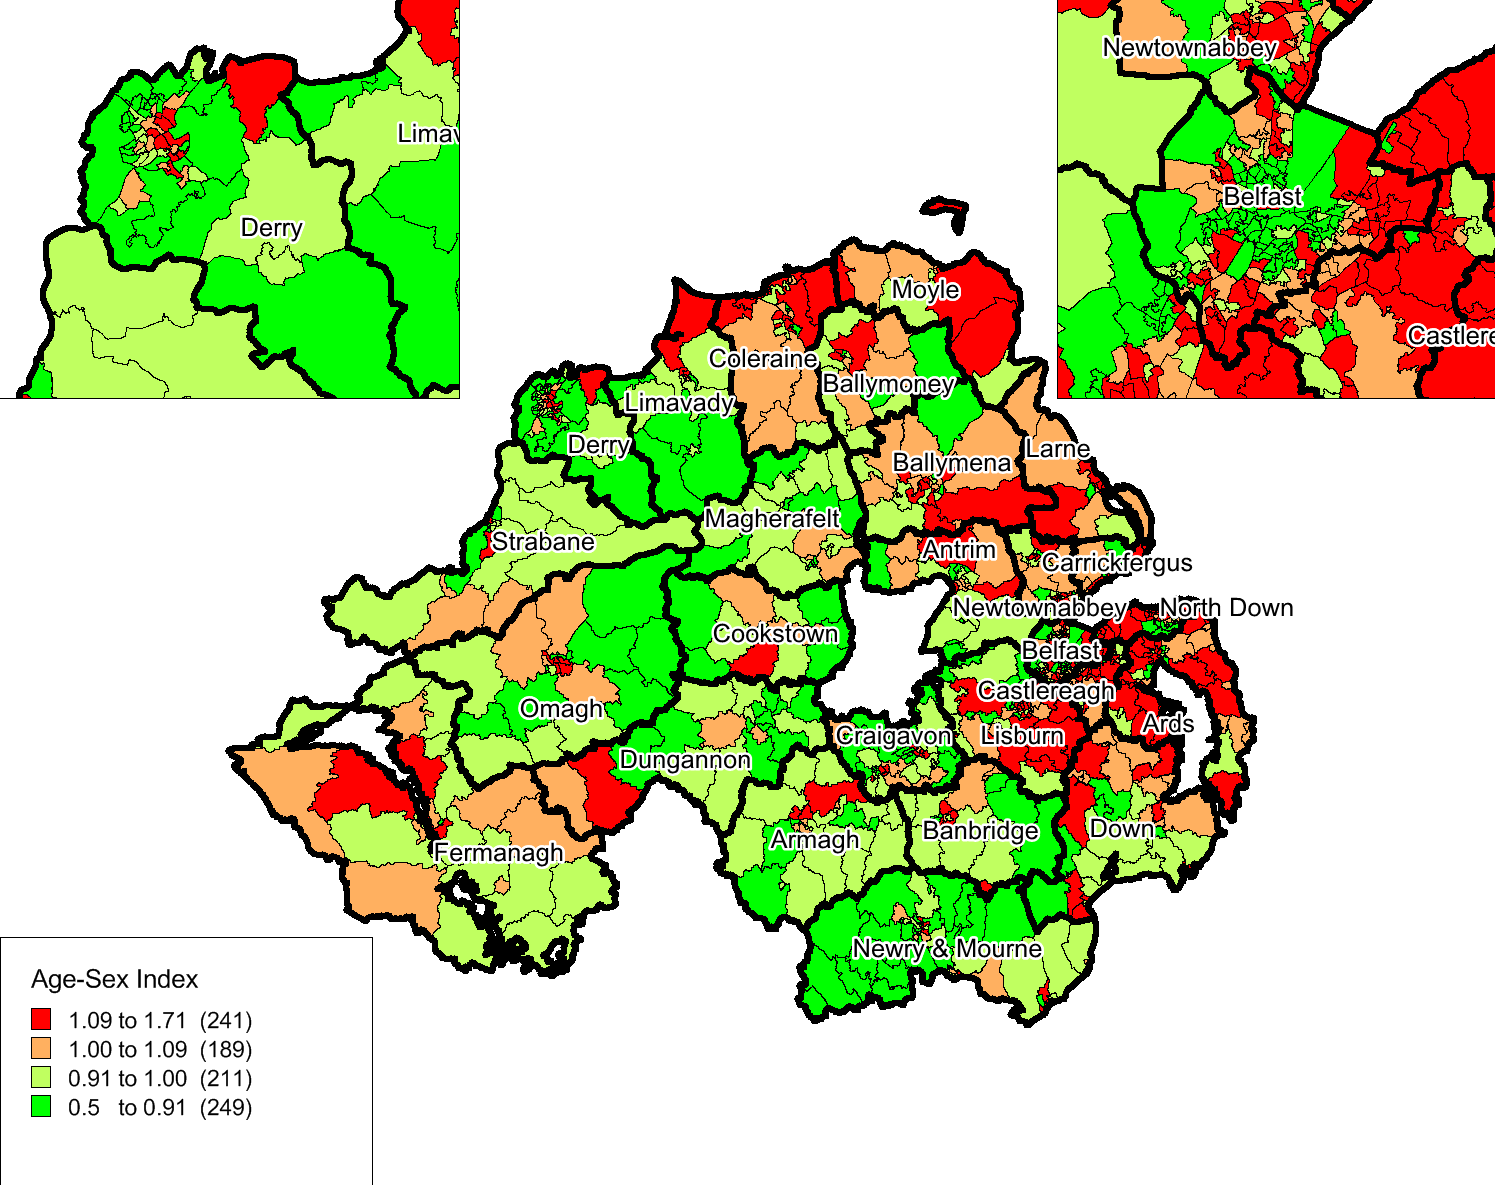 Newtownabbey
Limav
Belfast
Derry
Moyle
Castlere
Coleraine
Ballymoney
Limavady
Derry
Larne
Ballymena
Magherafelt
Strabane
Antrim
Carrickfergus
Newtownabbey
North Down
Cookstown
Belfast
Castlereagh
Omagh
Ards
Craigavon
Lisburn
Dungannon
Banbridge
Down
Armagh
Fermanagh
Newry & Mourne
Age-Sex Index
1.09 to 1.71 (241)
1.00 to 1.09 (189)
0.91 to 1.00 (211)
0.5 to 0.91 (249)